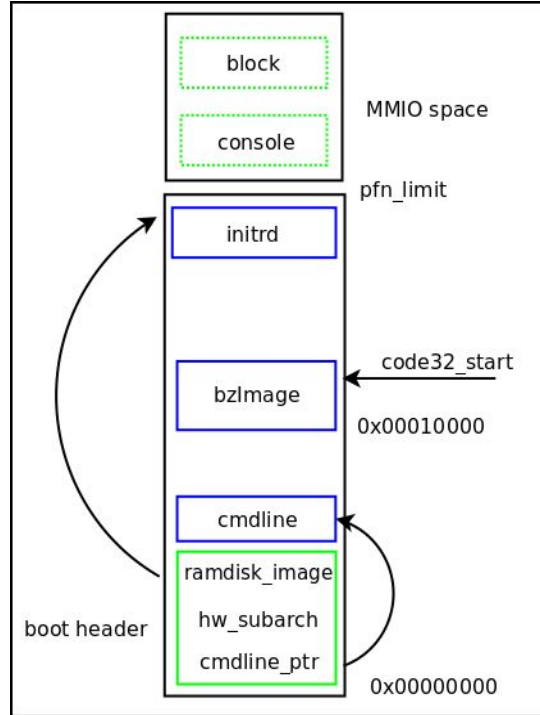 block
console
MMIO space
pfn_limit
initrd
code32_start
bzImage
0x00010000
cmdline
ramdisk_image
hw_subarch
boot header
cmdline_ptr
0x00000000